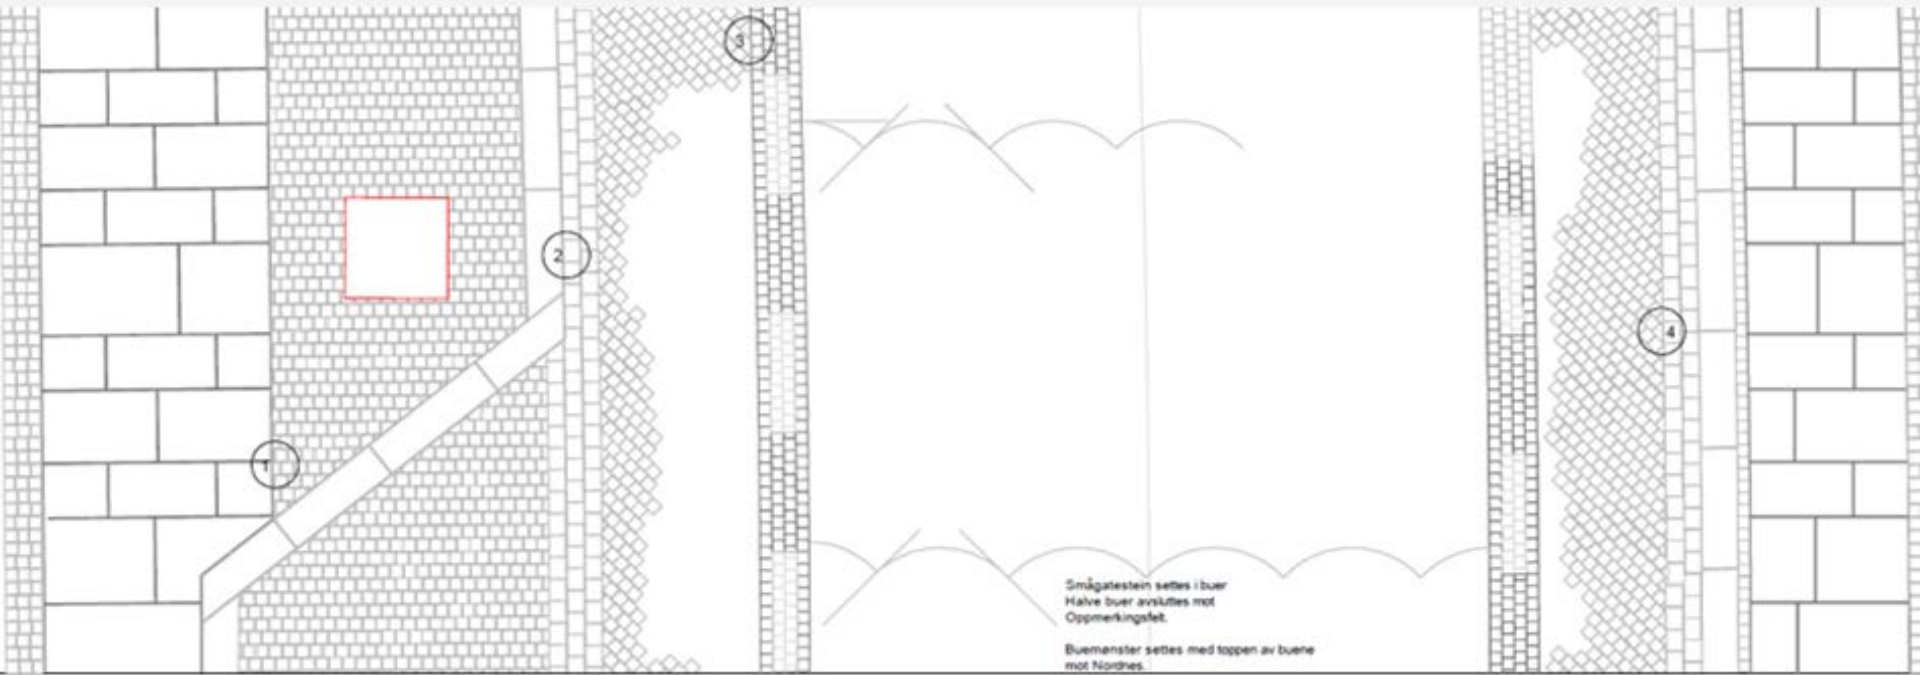 3
2
4
1
Smågatestein settes i buer
Halve buer avsluttes mot
Oppmerkingsfelt.
Buemønster settes med toppen av buene
mot Nordnes.